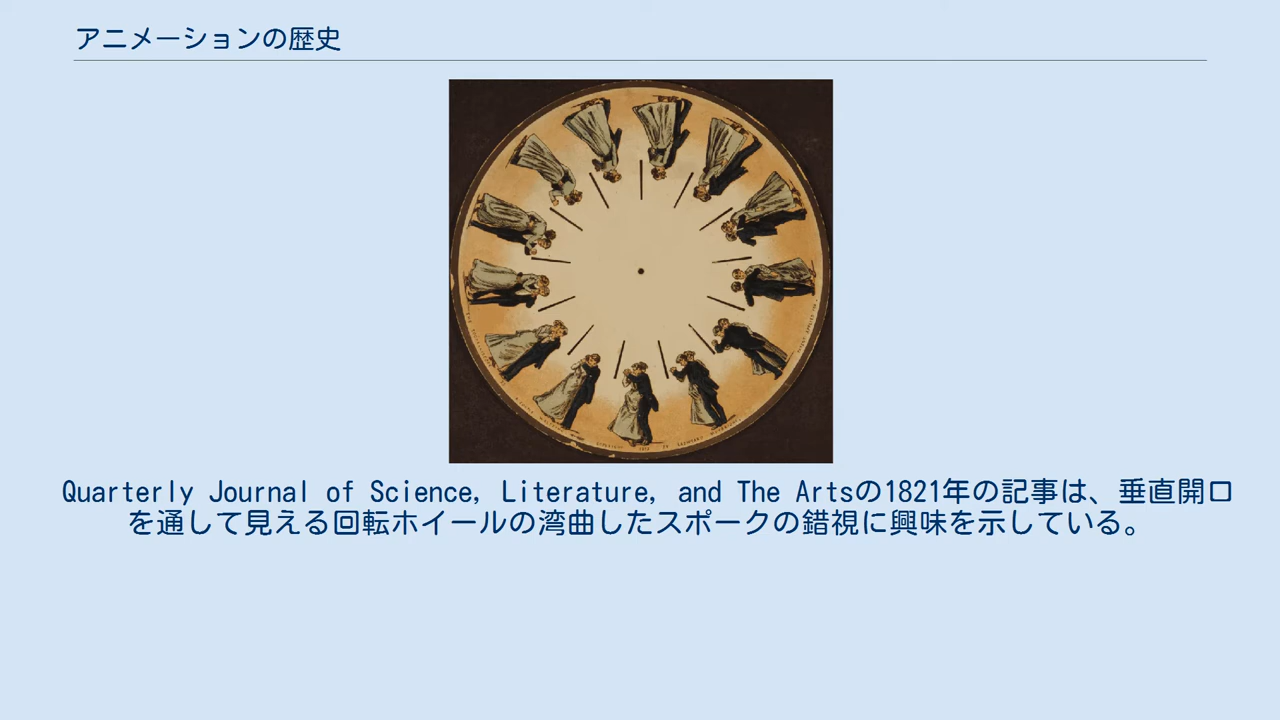 アニメーションの歴史
Quarterly Journal of Science, Literature, and The Artsの1821年の記事は、垂直開口
を通して見える回転ホイールの湾曲したスポークの錯視に興味を示している。